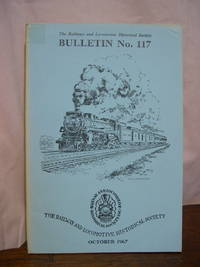 The Railway and Locomotive Historical Society
BULLETIN No. 117
THE RAILWAY AND LOCOMOTIVE HISTORICAL SOCIETY
OCTOBER 1967